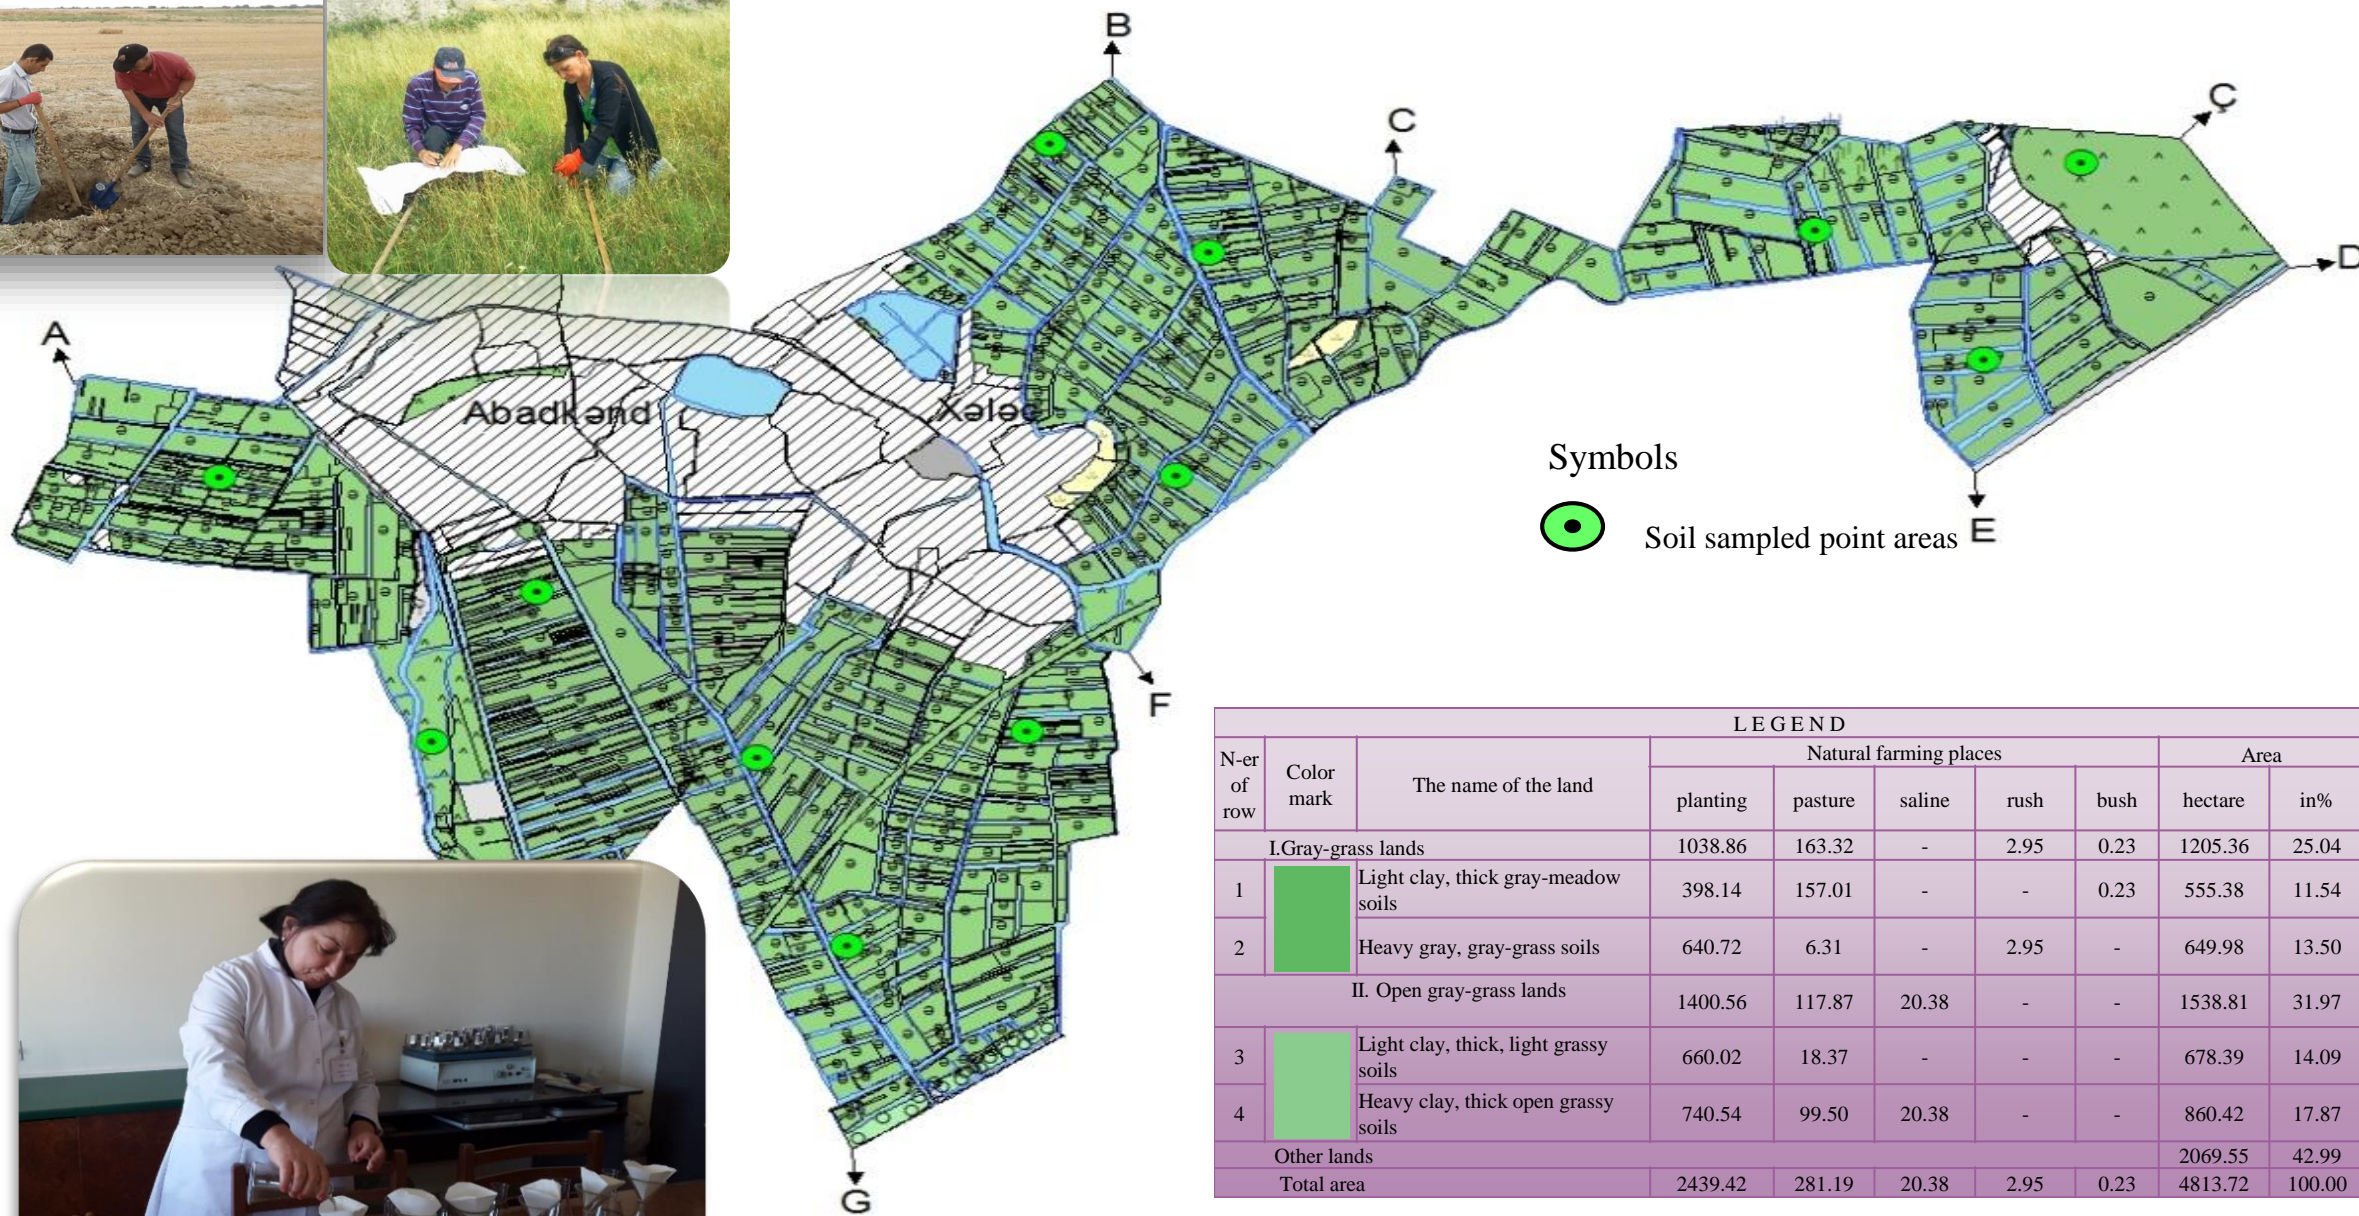 B
C
Ç
D
A
Abadkənd
Xələc
Symbols
Soil sampled point areas
E
F
G
LEGEND
N-er of row Color mark The name of the land Natural farming places Area
planting pasture saline rush bush hectare in%
I.Gray-grass lands 1038.86 163.32 - 2.95 0.23 1205.36 25.04
1 Light clay, thick gray-meadow soils 398.14 157.01 - - 0.23 555.38 11.54
2 Heavy gray, gray-grass soils 640.72 6.31 - 2.95 - 649.98 13.50
II. Open gray-grass lands 1400.56 117.87 20.38 - - 1538.81 31.97
3 Light clay, thick, light grassy soils 660.02 18.37 - - - 678.39 14.09
4 Heavy clay, thick open grassy soils 740.54 99.50 20.38 - - 860.42 17.87
Other lands 2069.55 42.99
Total area 2439.42 281.19 20.38 2.95 0.23 4813.72 100.00